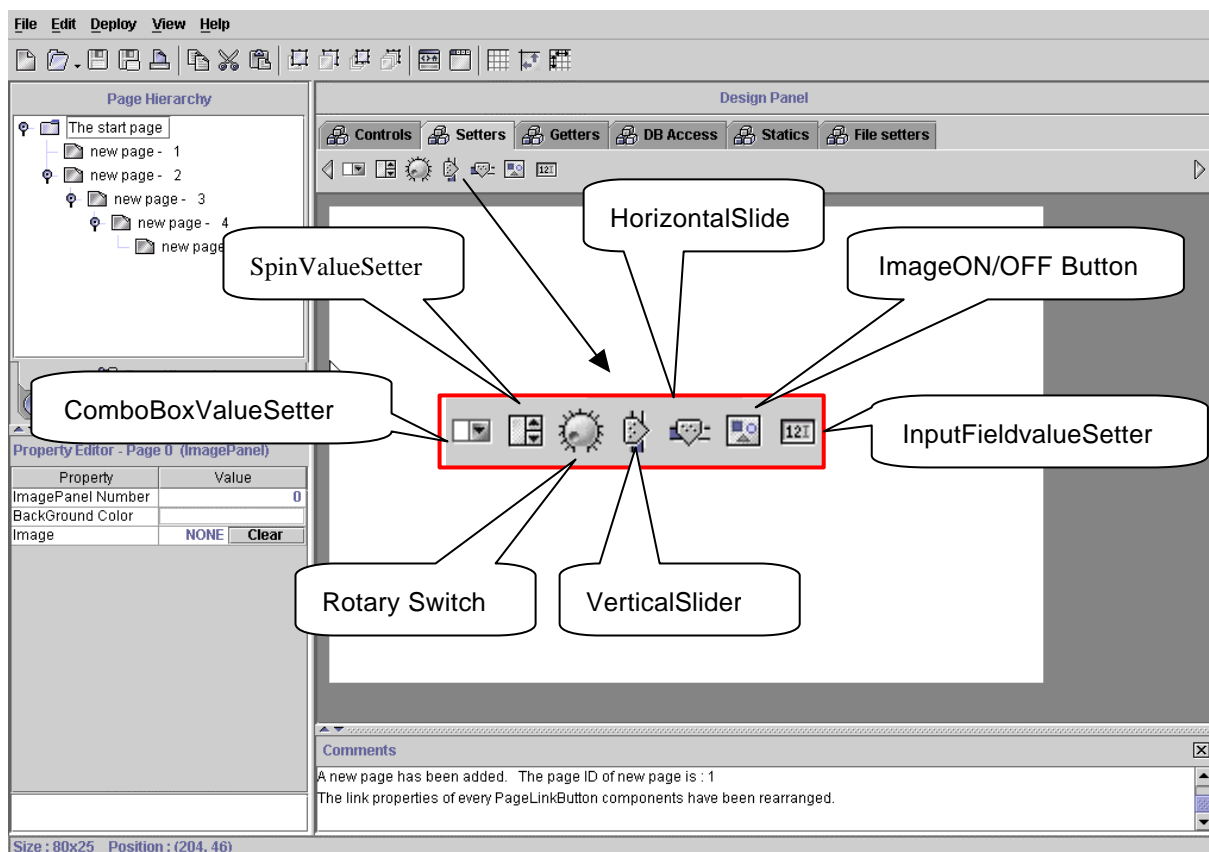 File Edit Deploy View Help
Page Hierarchy
Design Panel
The start page
new page - 1
new page - 2
new page - 3
new page - 4
new page
Controls Setters Getters DB Access Statics File setters
HorizontalSlide
SpinValueSetter
ImageON/OFF Button
ComboBoxValueSetter
InputFieldvalueSetter
12I
Rotary Switch
VerticalSlider
Property Editor - Page 0 (ImagePanel)
Property Value
ImagePanel Number 0
BackGround Color
Image NONE Clear
Comments
A new page has been added. The page ID of new page is : 1
The link properties of every PageLinkButton components have been rearranged.
Size : 80x25 Position : (204, 46)